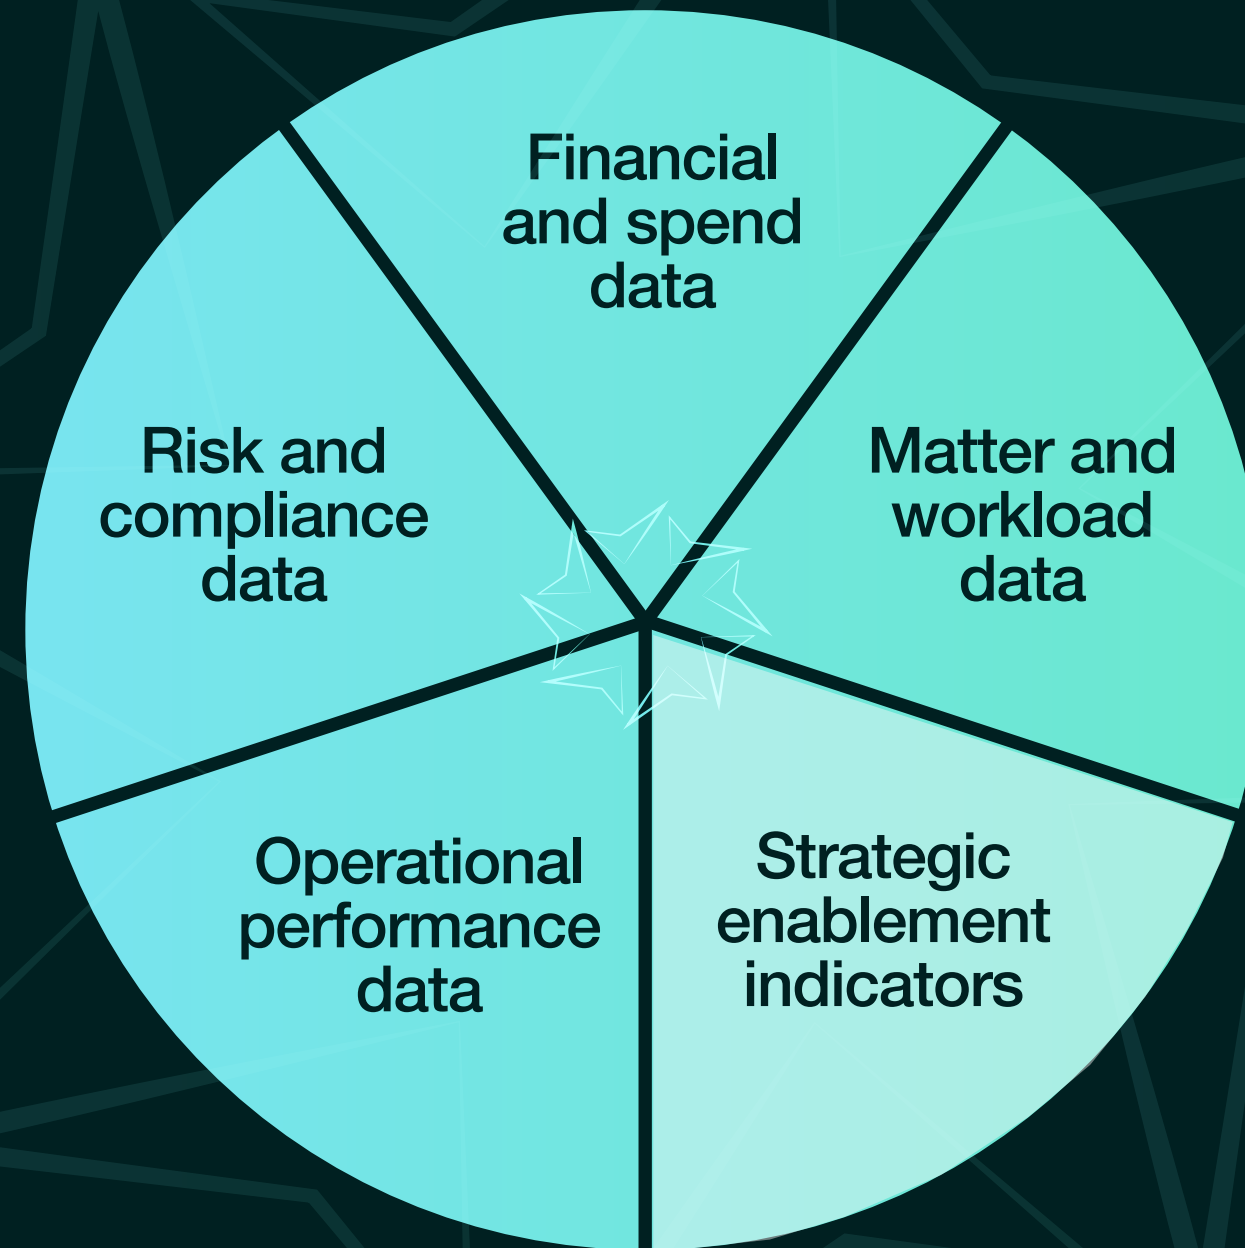 Financial
and spend
data
Risk and
compliance
data
Matter and
workload
data
Operational
performance
data
Strategic
enablement
indicators